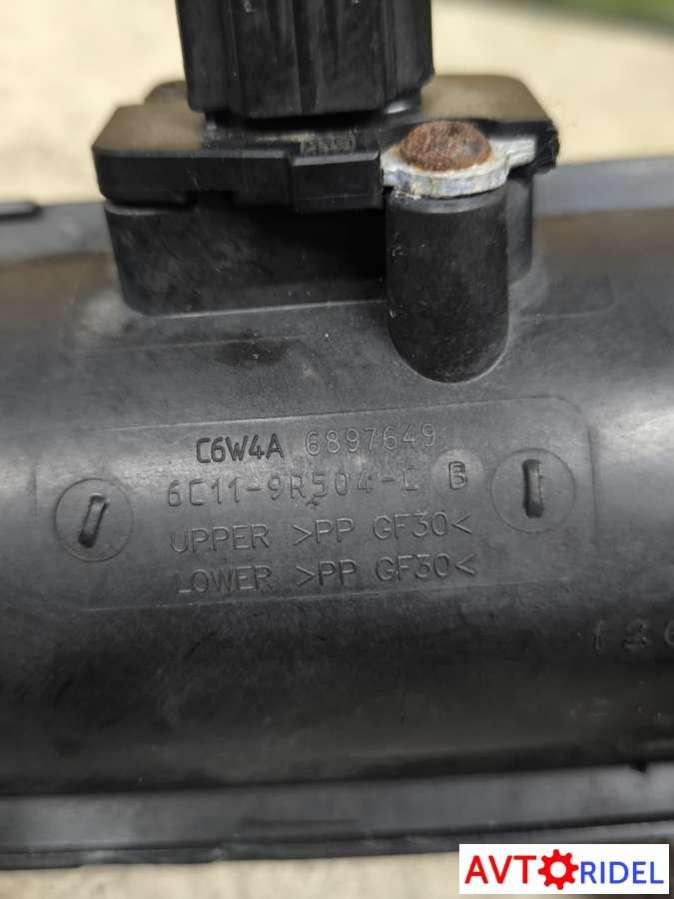 C6W4A 6897649
6C11-9R504-L B
UPPER >PP GF30<
LOWER >PP GF30<
AVTORIDEL